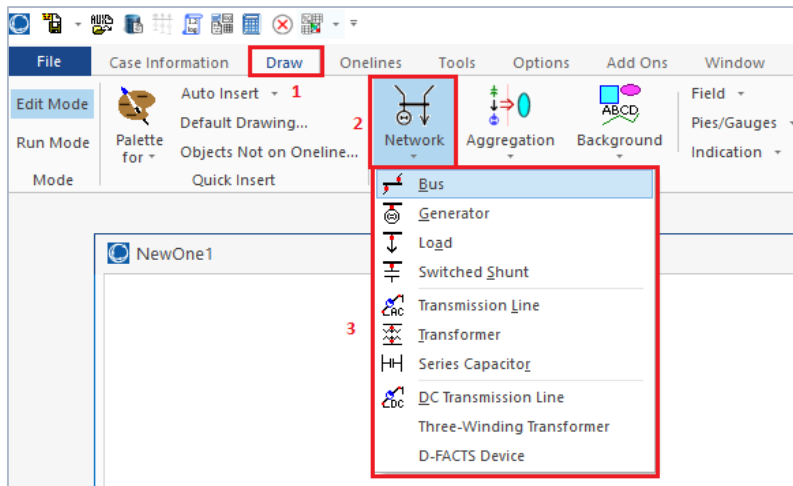 File Case Information Draw Onelines Tools Options Add Ons Window
1
Edit Mode
Run Mode
Mode
Palette
for
Auto Insert
Default Drawing...
Objects Not on Oneline...
Quick Insert
2
Network
Aggregation
ABCD
Background
Field
Pies/Gauges
Indication
NewOne1
3
Bus
Generator
Load
Switched Shunt
AC Transmission Line
Transformer
Series Capacitor
DC DC Transmission Line
Three-Winding Transformer
D-FACTS Device